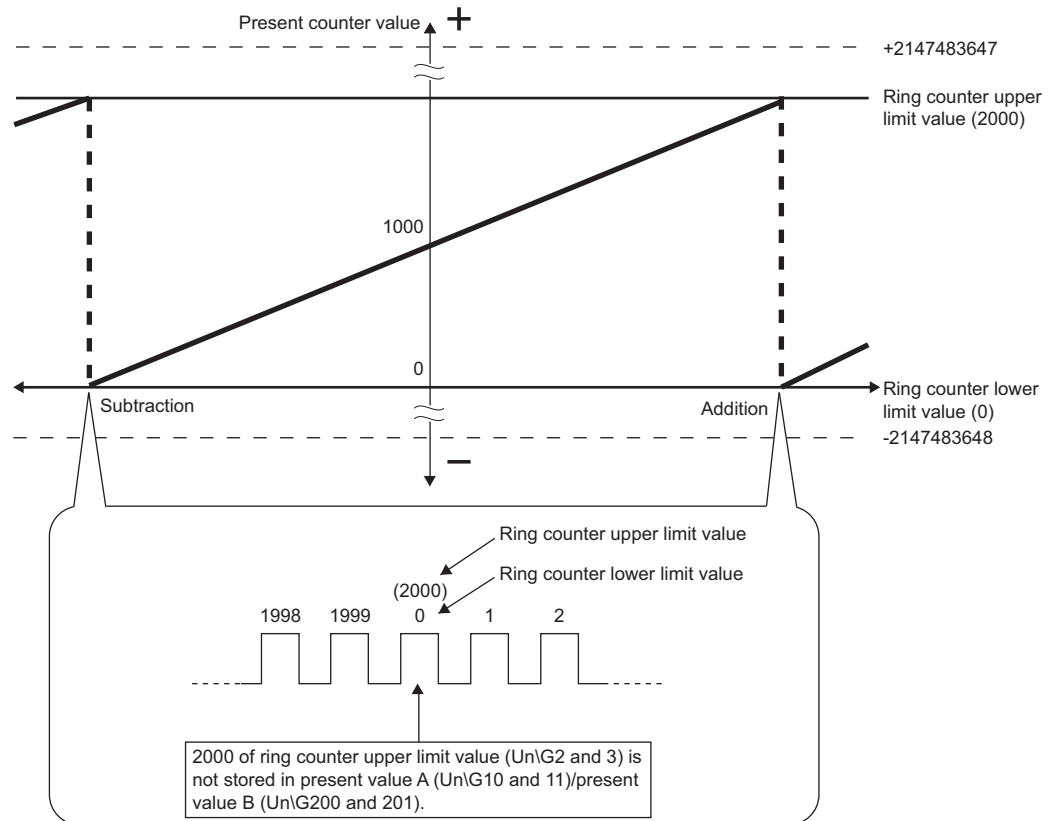 Present counter value
+
+2147483647
Ring counter upper
limit value (2000)
1000
0
Subtraction
Addition
Ring counter lower
limit value (0)
-2147483648
−
Ring counter upper limit value
Ring counter lower limit value
(2000)
1998 1999 0 1 2
2000 of ring counter upper limit value (Un\G2 and 3) is
not stored in present value A (Un\G10 and 11)/present
value B (Un\G200 and 201).